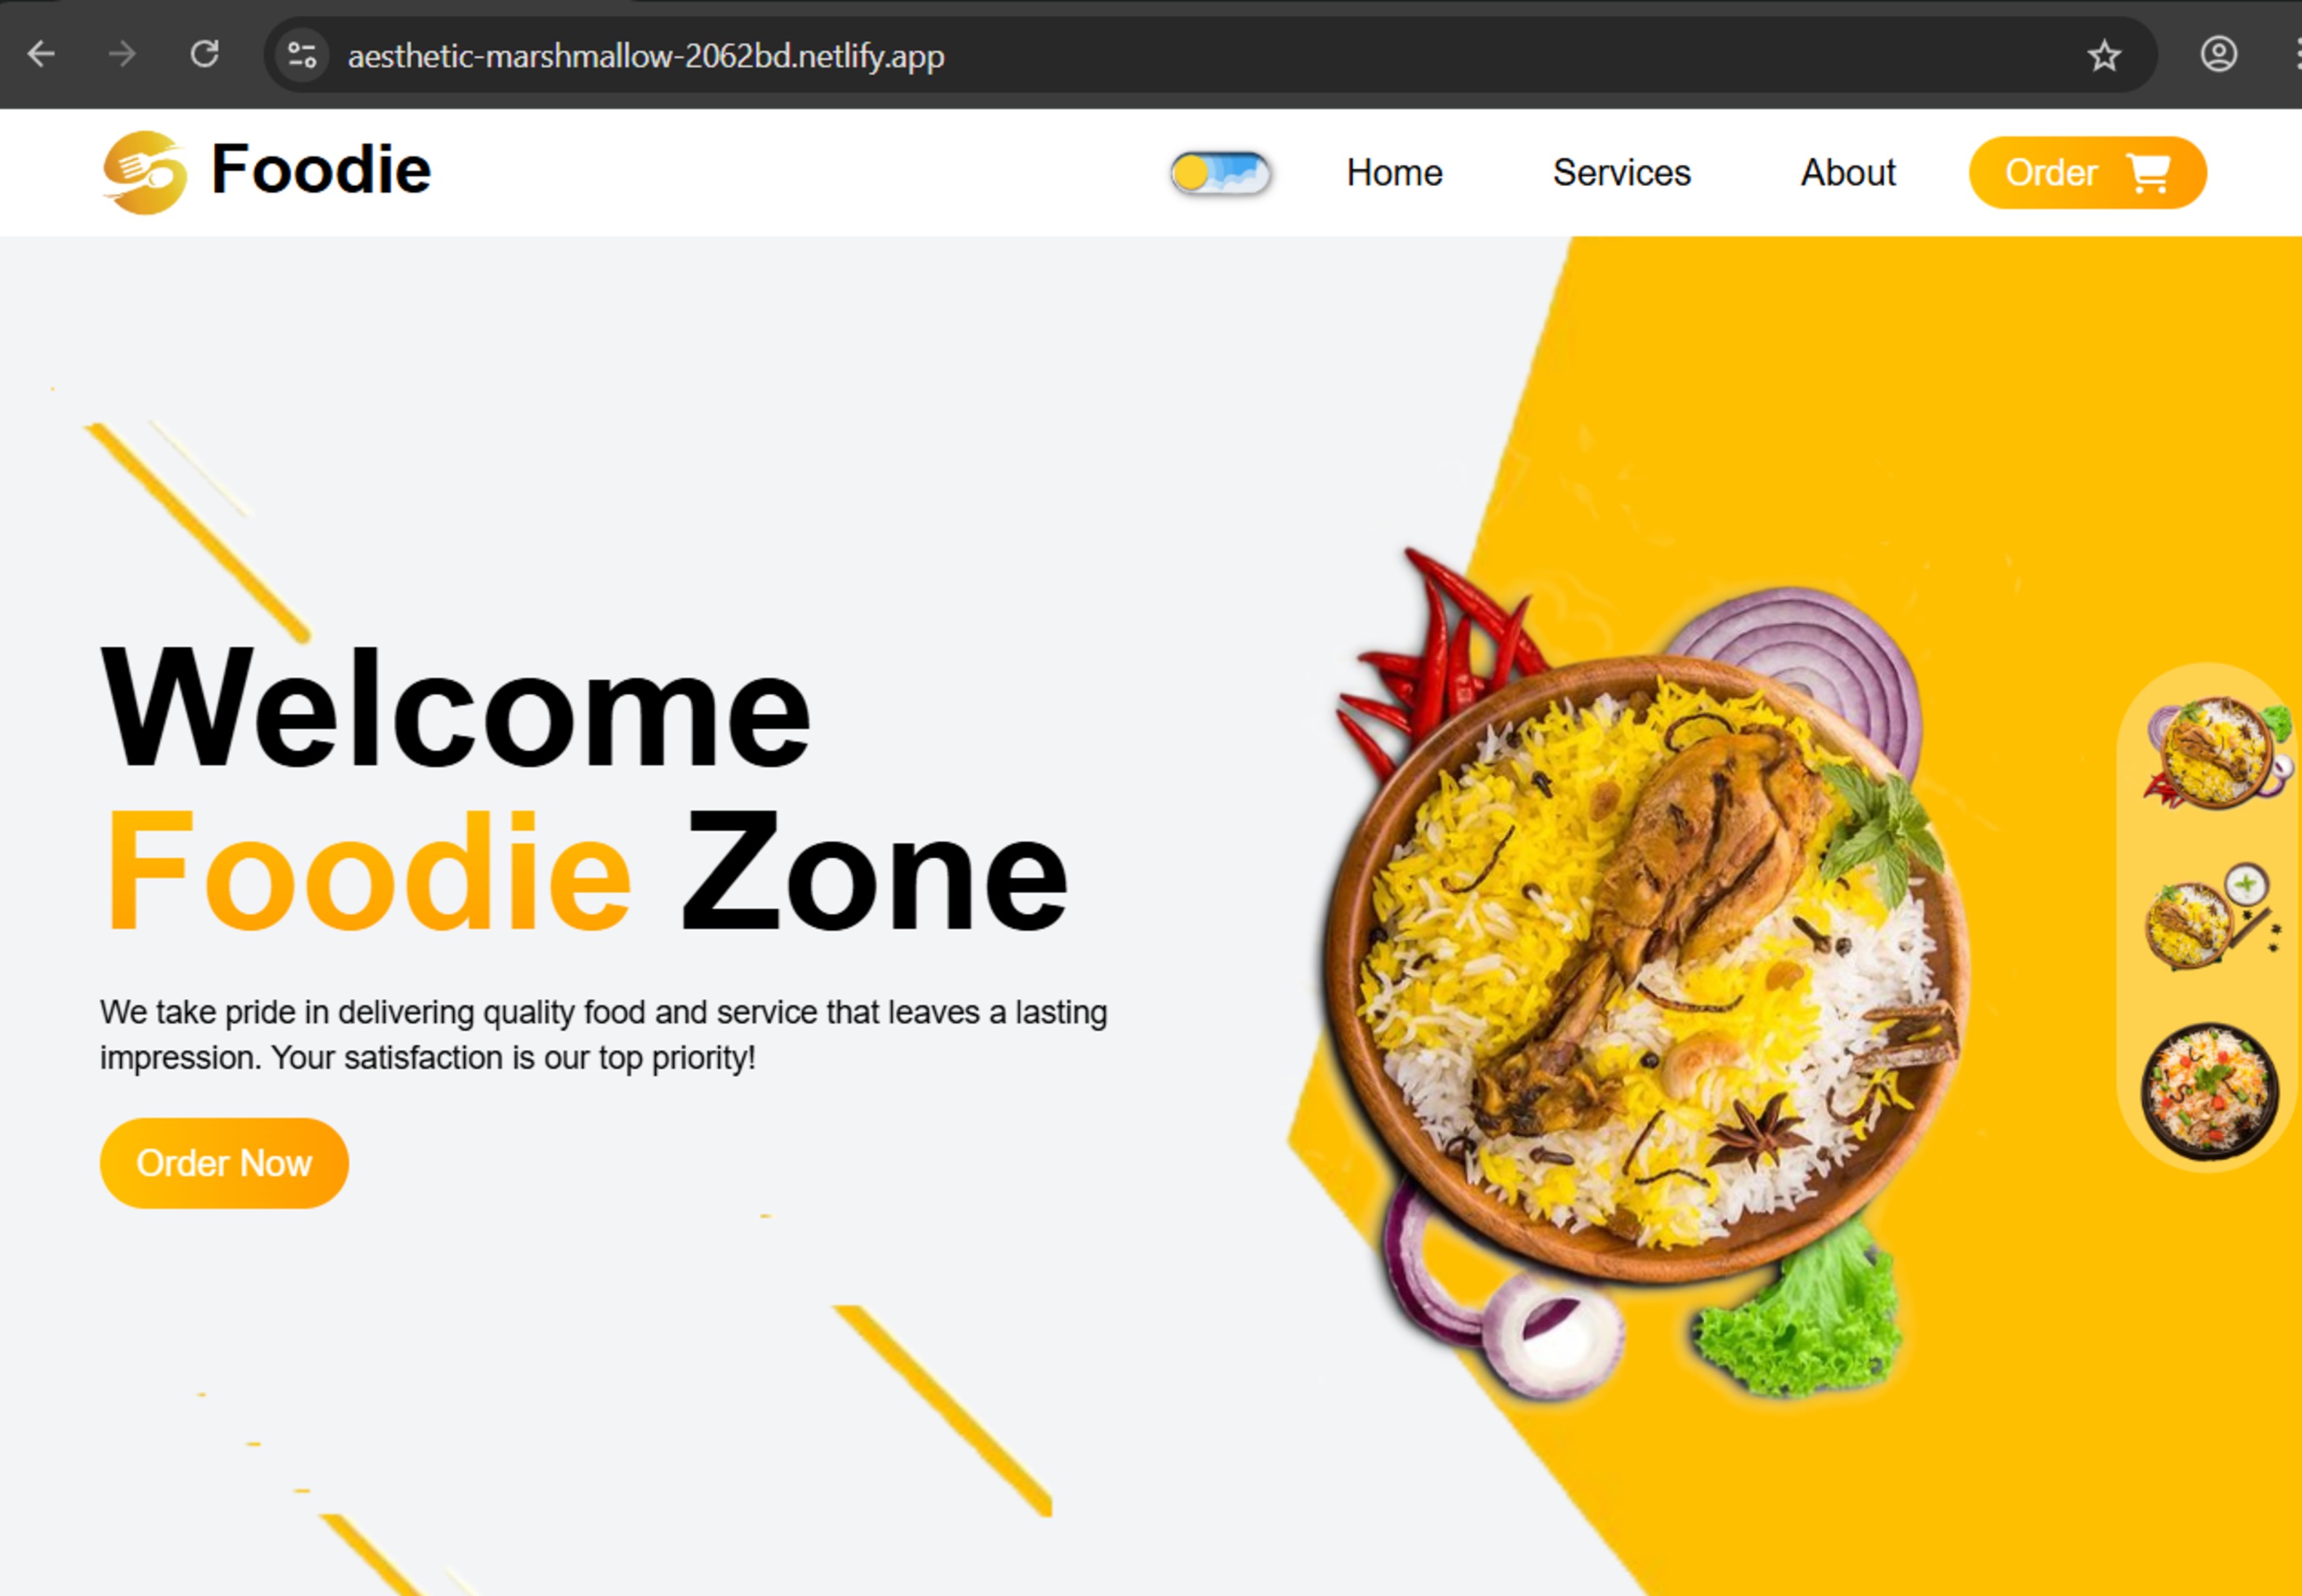 aesthetic-marshmallow-2062bd.netlify.app
Foodie
Home
Services
About
Order
Welcome
Foodie Zone
We take pride in delivering quality food and service that leaves a lasting
impression. Your satisfaction is our top priority!
Order Now